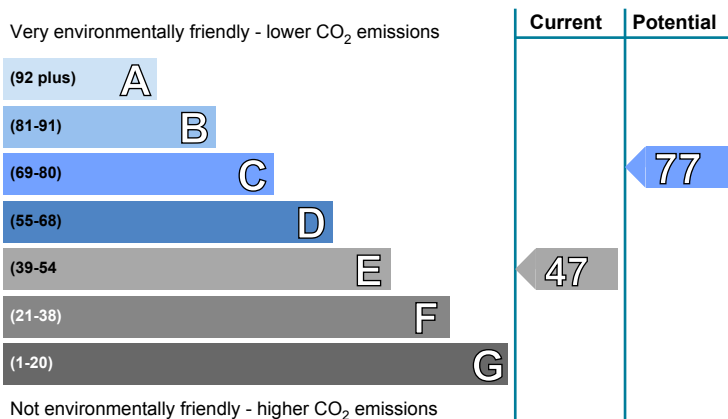 Current Potential
Very environmentally friendly - lower CO2 emissions
(92 plus) A
(81-91) B
(69-80) C
77
(55-68) D
(39-54 E
47
(21-38) F
(1-20) G
Not environmentally friendly - higher CO2 emissions